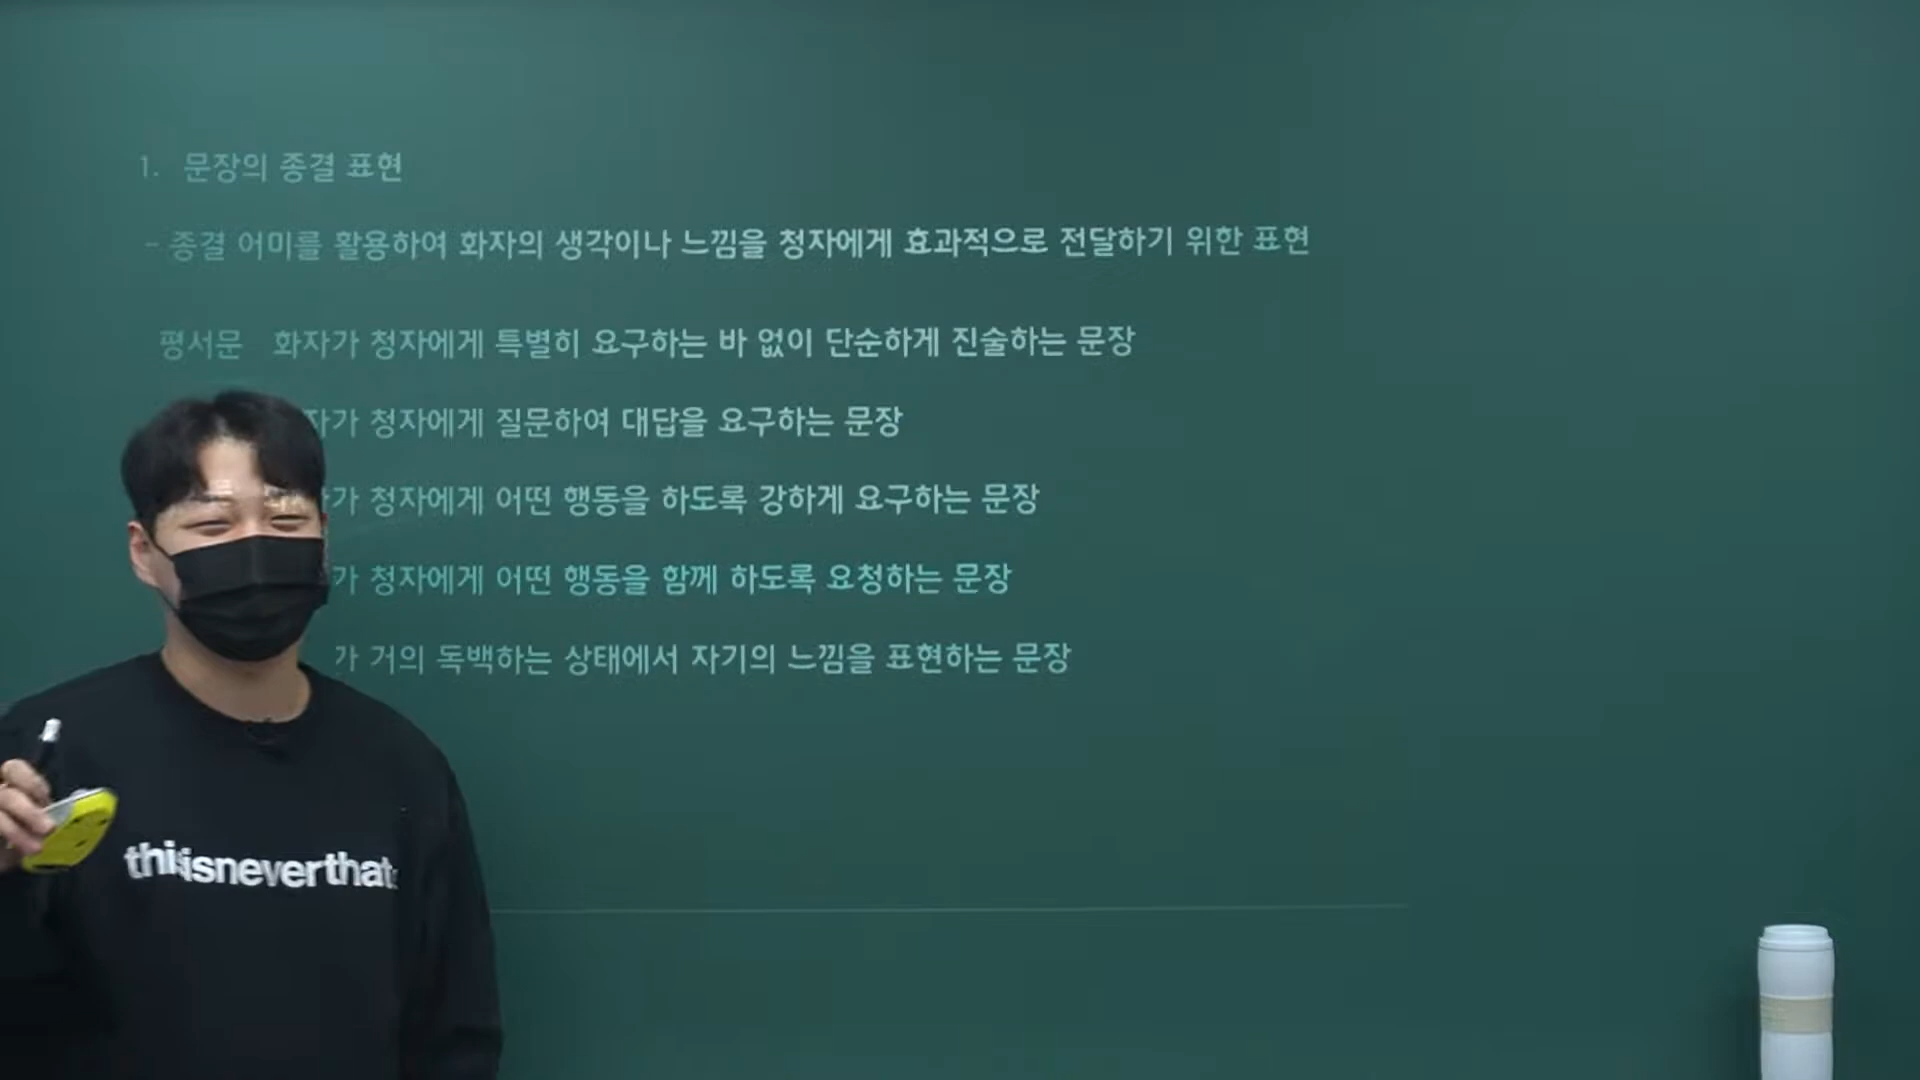 1. 문장의 종결 표현
- 종결 어미를 활용하여 화자의 생각이나 느낌을 청자에게 효과적으로 전달하기 위한 표현
평서문 화자가 청자에게 특별히 요구하는 바 없이 단순하게 진술하는 문장
청자에게 질문하여 대답을 요구하는 문장
가 청자에게 어떤 행동을 하도록 강하게 요구하는 문장
가 청자에게 어떤 행동을 함께 하도록 요청하는 문장
가 거의 독백하는 상태에서 자기의 느낌을 표현하는 문장
thisisneverthat